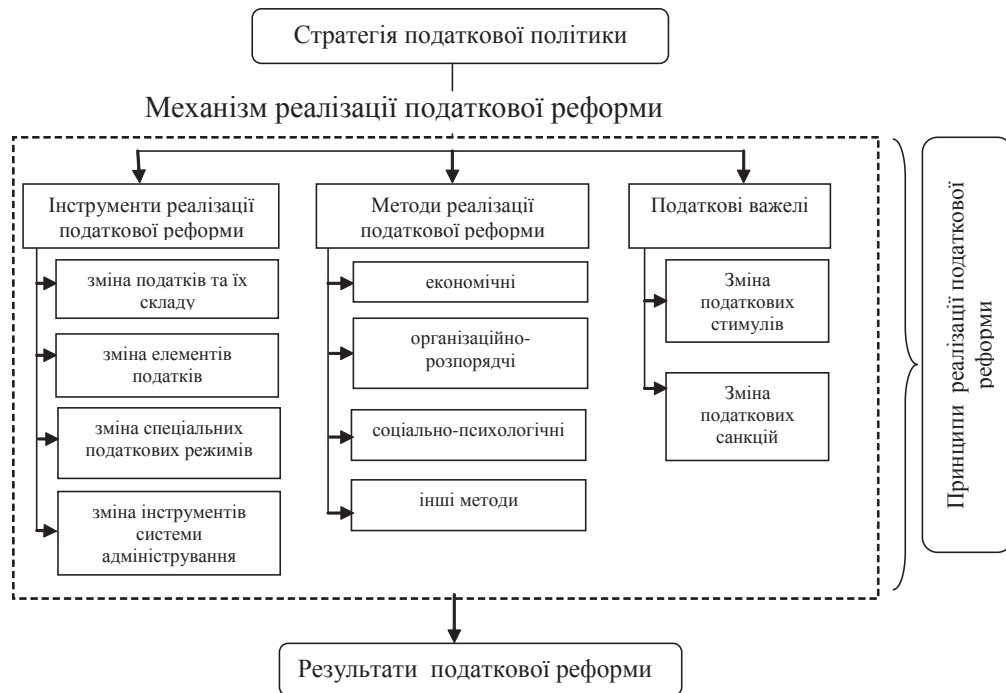 Стратегія податкової політики
Механізм реалізації податкової реформи
Інструменти реалізації
податкової реформи
зміна податків та їх
складу
зміна елементів
податків
зміна спеціальних
податкових режимів
зміна інструментів
системи
адміністрування
Методи реалізації
податкової реформи
економічні
організаційно-
розпорядчі
соціально-психологічні
інші методи
Податкові важелі
Зміна
податкових
стимулів
Зміна
податкових
санкцій
Принципи реалізації податкової
реформи
Результати податкової реформи